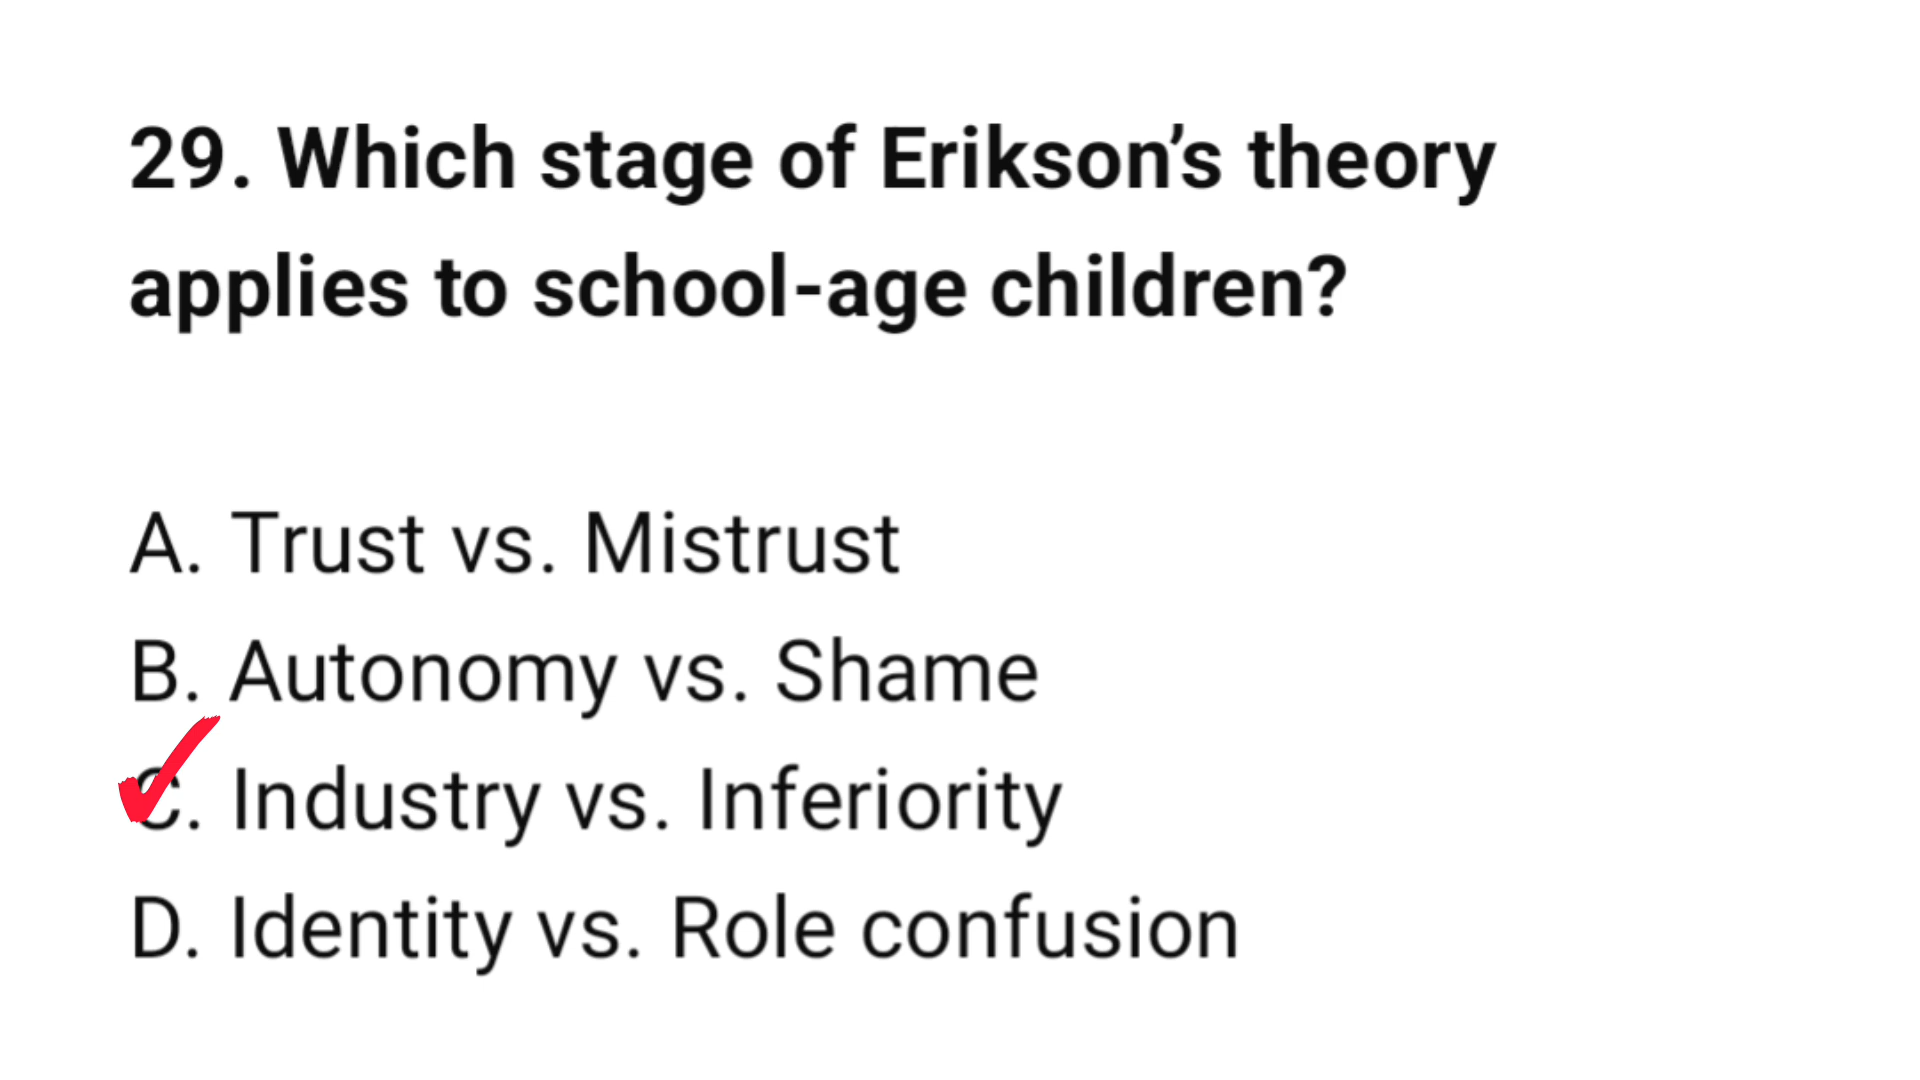 29. Which stage of Erikson’s theory
applies to school-age children?
A. Trust vs. Mistrust
B. Autonomy vs. Shame
C. Industry vs. Inferiority
D. Identity vs. Role confusion